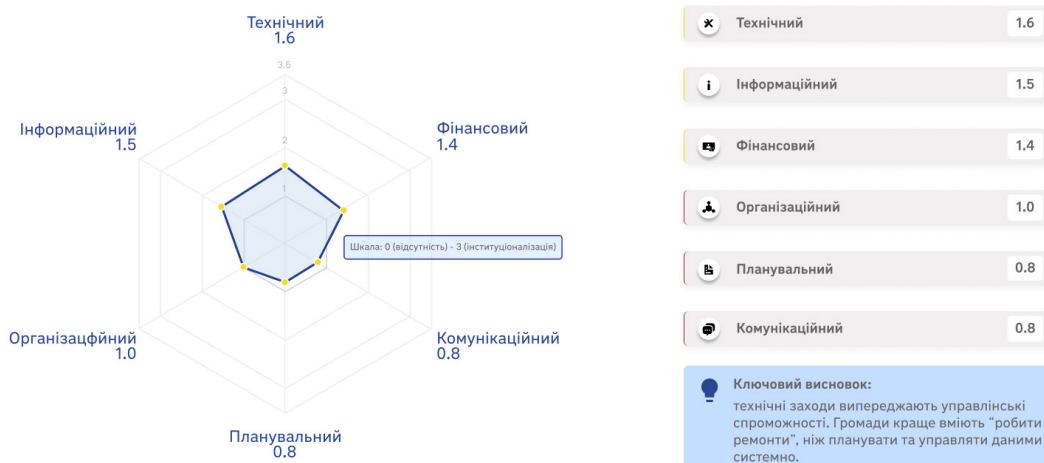 Технічний
1.6
3.5
3
2
1
Інформаційний
1.5
Фінансовий
1.4
Шкала: 0 (відсутність) - 3 (інституціоналізація)
Організацфйний
1.0
Комунікаційний
0.8
Планувальний
0.8
Технічний 1.6
Інформаційний 1.5
Фінансовий 1.4
Організаційний 1.0
Планувальний 0.8
Комунікаційний 0.8
Ключовий висновок:
технічні заходи випереджають управлінські
спроможності. Громади краще вміють “робити
ремонти”, ніж планувати та управляти даними
системно.